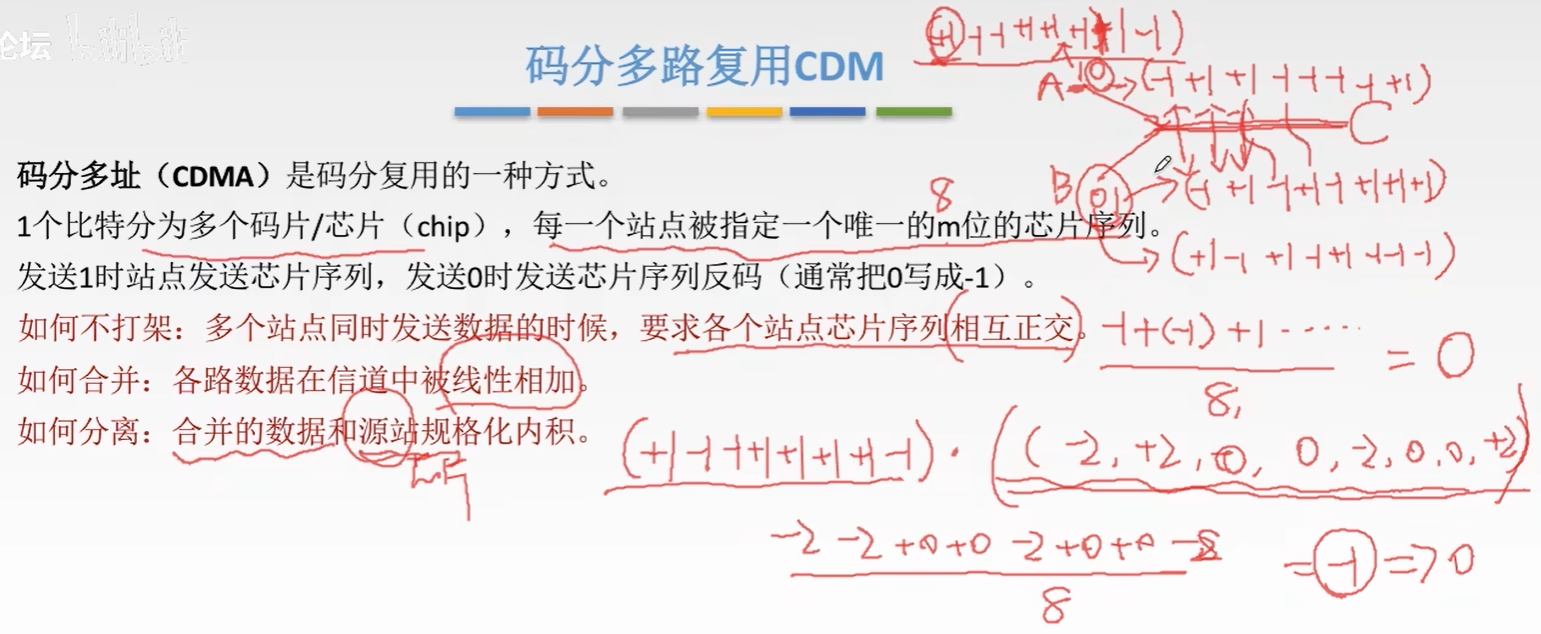 论坛
码分多路复用CDM
(+1 -1 -1 +1 +1 +1 +1 -1)
A 10 → (-1 +1 +1 -1 -1 -1 -1 +1)
C
码分多址（CDMA）是码分复用的一种方式。
B 01 → (-1 +1 -1 +1 -1 +1 +1 +1)
8
1个比特分为多个码片/芯片（chip），每一个站点被指定一个唯一的m位的芯片序列。
→ (+1 -1 +1 -1 +1 -1 -1 -1)
发送1时站点发送芯片序列，发送0时发送芯片序列反码（通常把0写成-1）。
如何不打架：多个站点同时发送数据的时候，要求各个站点芯片序列相互正交。
-1+(-1)+1······
8
= 0
如何合并：各路数据在信道中被线性相加。
如何分离：合并的数据和源站规格化内积。
(+1 -1 -1 +1 +1 +1 +1 -1) · (-2, +2, 0, 0, -2, 0, 0, +2)
-2 -2 +0 +0 -2 +0 +0 -2
8
= -1 => 0